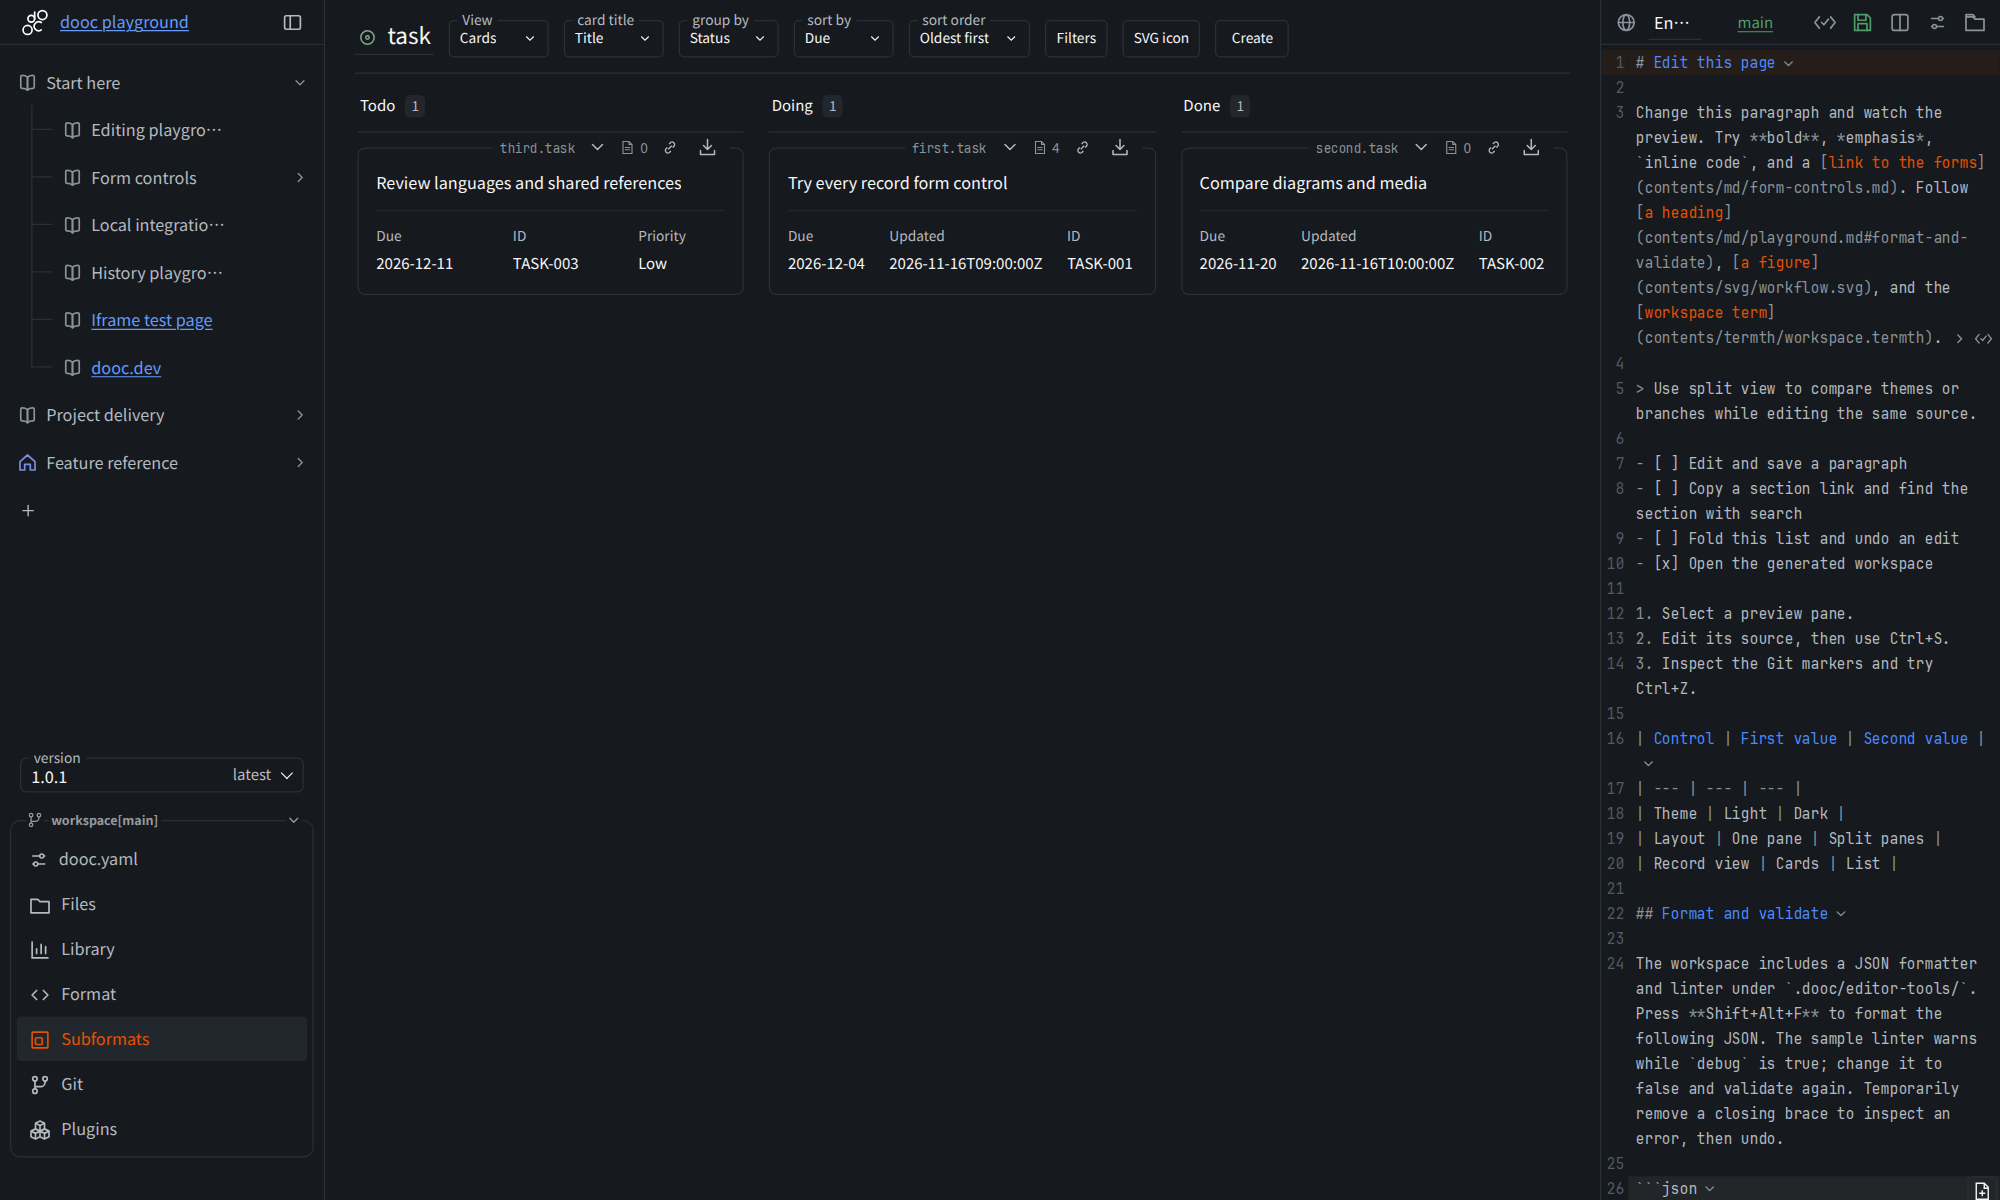 dooc playground
Start here
Editing playgro···
Form controls
Local integratio···
History playgro···
Iframe test page
dooc.dev
Project delivery
Feature reference
version
1.0.1 latest
workspace[main]
dooc.yaml
Files
Library
Format
Subformats
Git
Plugins
task
View
Cards
card title
Title
group by
Status
sort by
Due
sort order
Oldest first
Filters
SVG icon
Create
Todo 1
third.task 0
Review languages and shared references
Due ID Priority
2026-12-11 TASK-003 Low
Doing 1
first.task 4
Try every record form control
Due Updated ID
2026-12-04 2026-11-16T09:00:00Z TASK-001
Done 1
second.task 0
Compare diagrams and media
Due Updated ID
2026-11-20 2026-11-16T10:00:00Z TASK-002
En··· main
1 # Edit this page
2
3 Change this paragraph and watch the
preview. Try **bold**, *emphasis*,
`inline code`, and a [link to the forms]
(contents/md/form-controls.md). Follow
[a heading]
(contents/md/playground.md#format-and-
validate), [a figure]
(contents/svg/workflow.svg), and the
[workspace term]
(contents/termth/workspace.termth).
4
5 > Use split view to compare themes or
branches while editing the same source.
6
7 - [ ] Edit and save a paragraph
8 - [ ] Copy a section link and find the
section with search
9 - [ ] Fold this list and undo an edit
10 - [x] Open the generated workspace
11
12 1. Select a preview pane.
13 2. Edit its source, then use Ctrl+S.
14 3. Inspect the Git markers and try
Ctrl+Z.
15
16 | Control | First value | Second value |
17 | --- | --- | --- |
18 | Theme | Light | Dark |
19 | Layout | One pane | Split panes |
20 | Record view | Cards | List |
21
22 ## Format and validate
23
24 The workspace includes a JSON formatter
and linter under `.dooc/editor-tools/`.
Press **Shift+Alt+F** to format the
following JSON. The sample linter warns
while `debug` is true; change it to
false and validate again. Temporarily
remove a closing brace to inspect an
error, then undo.
25
26 ```json